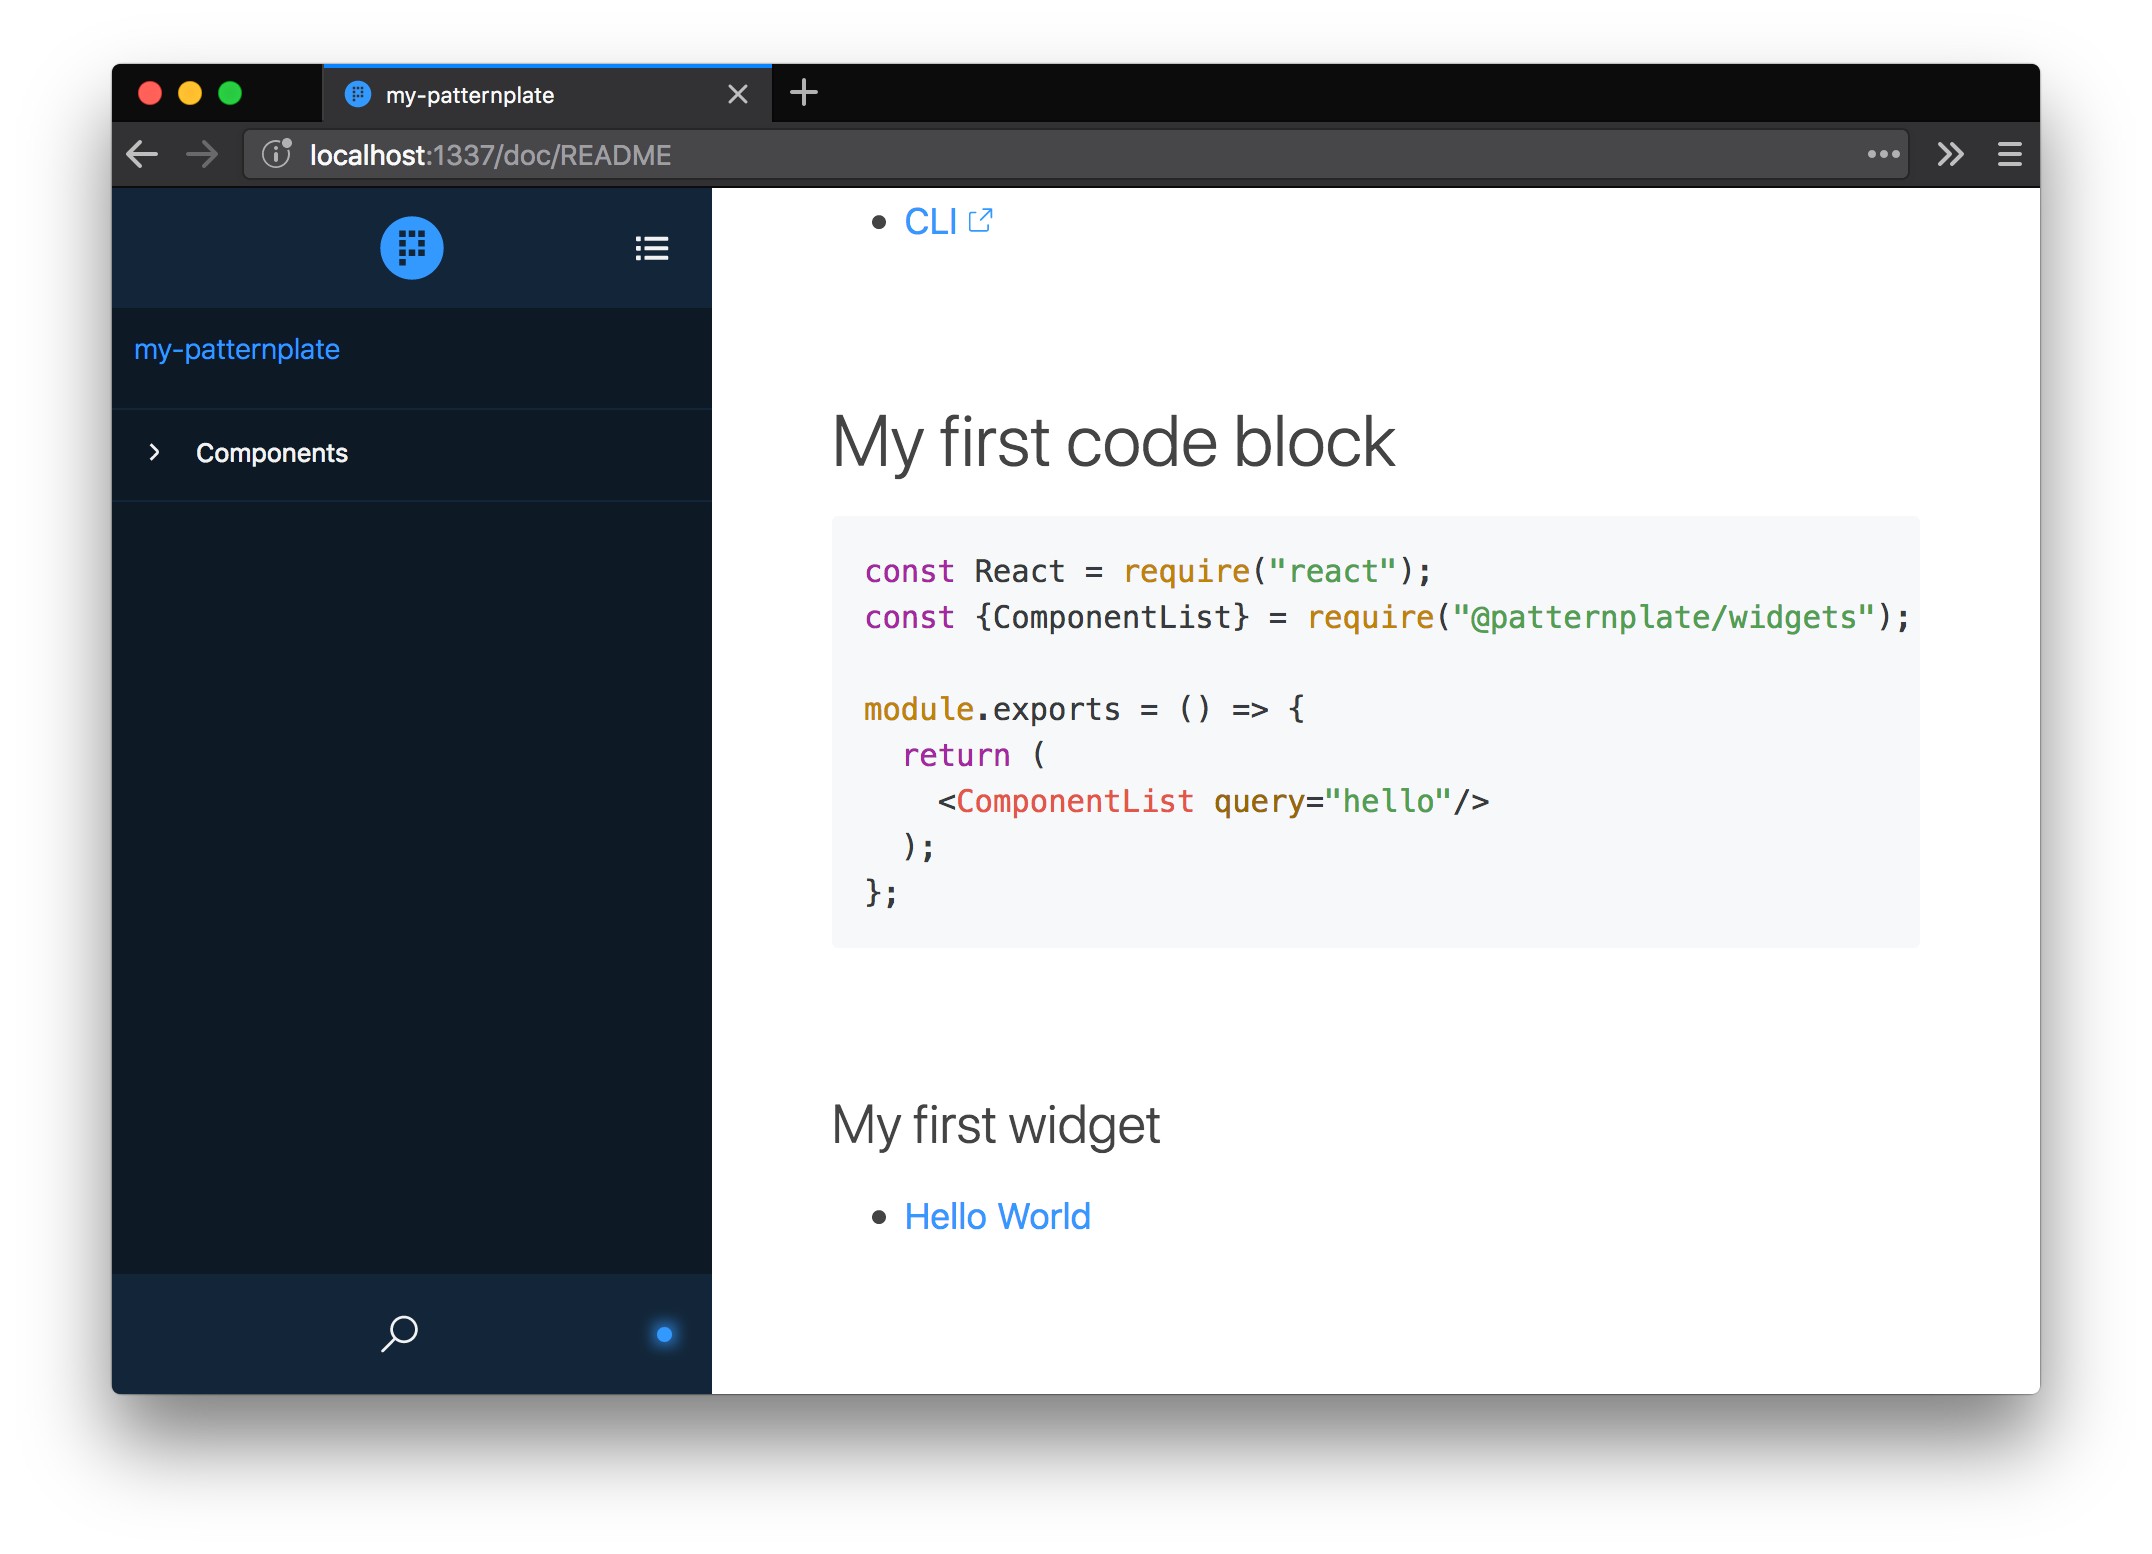 my-patternplate
localhost:1337/doc/README
my-patternplate
Components
CLI
My first code block
const React = require("react");
const {ComponentList} = require("@patternplate/widgets");
module.exports = () => {
  return (
    <ComponentList query="hello"/>
  );
};
My first widget
Hello World